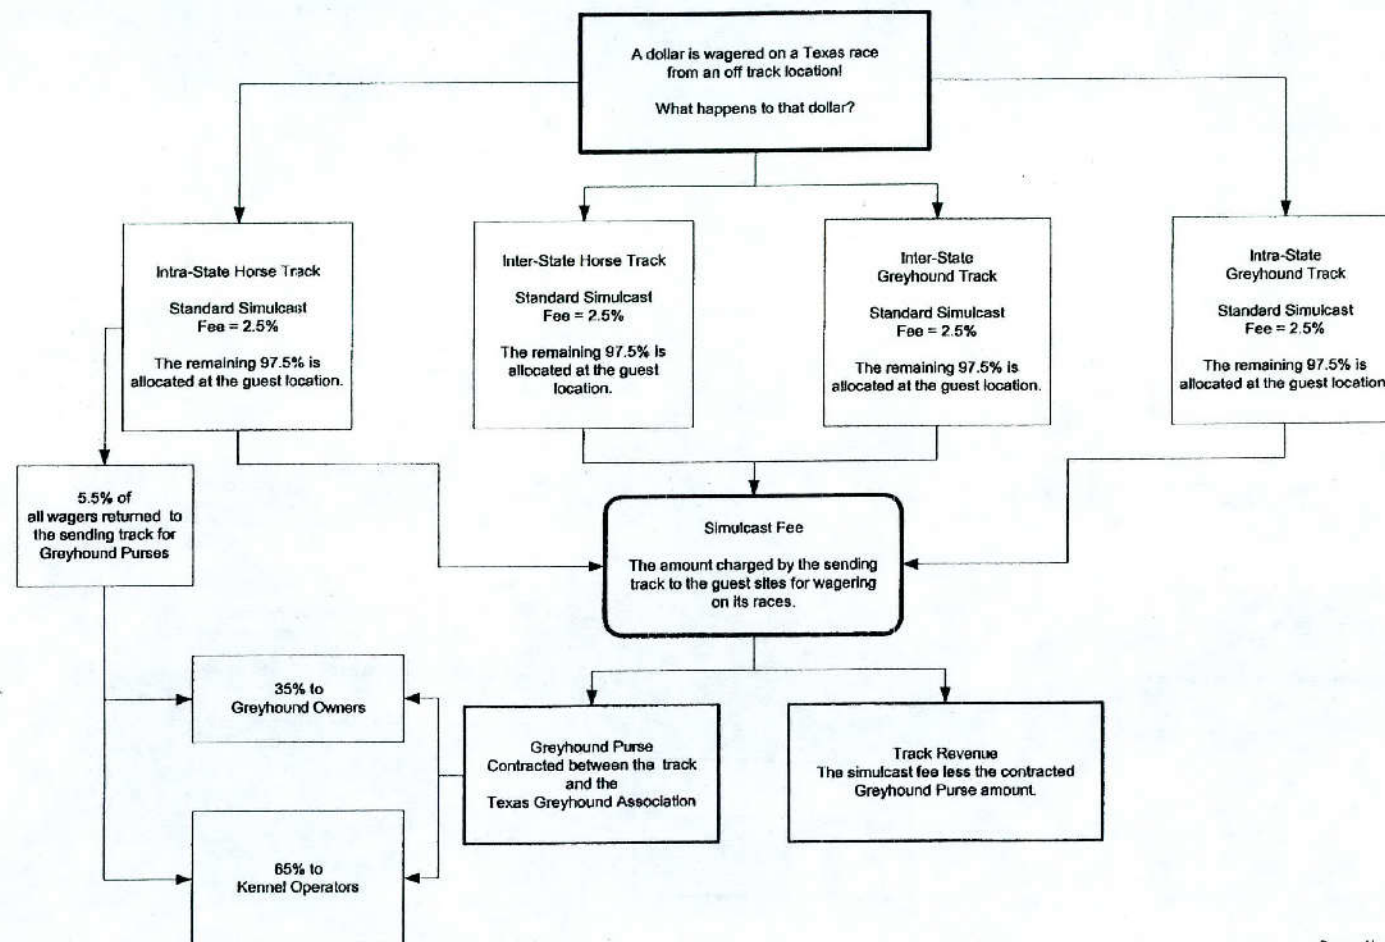 A dollar is wagered on a Texas race
from an off track location!
What happens to that dollar?
Intra-State Horse Track
Standard Simulcast
Fee = 2.5%
The remaining 97.5% is
allocated at the guest location.
Inter-State Horse Track
Standard Simulcast
Fee = 2.5%
The remaining 97.5% is
allocated at the guest
location.
Inter-State
Greyhound Track
Standard Simulcast
Fee = 2.5%
The remaining 97.5% is
allocated at the guest location.
Intra-State
Greyhound Track
Standard Simulcast
Fee = 2.5%
The remaining 97.5% is
allocated at the guest location
5.5% of
all wagers returned to
the sending track for
Greyhound Purses
Simulcast Fee
The amount charged by the sending
track to the guest sites for wagering
on its races.
35% to
Greyhound Owners
Greyhound Purse
Contracted between the track
and the
Texas Greyhound Association
Track Revenue
The simulcast fee less the contracted
Greyhound Purse amount.
65% to
Kennel Operators